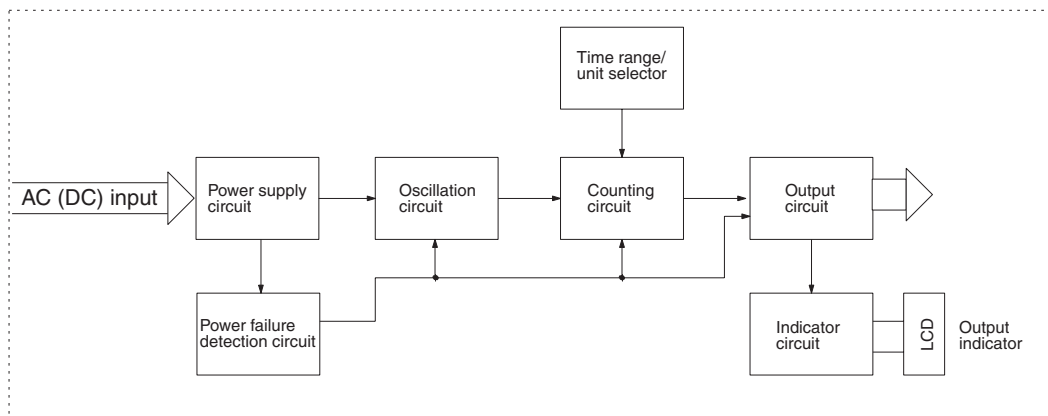 Time range/
unit selector
AC (DC) input
Power supply
circuit
Oscillation
circuit
Counting
circuit
Output
circuit
Power failure
detection circuit
Indicator
circuit
LCD
Output
indicator